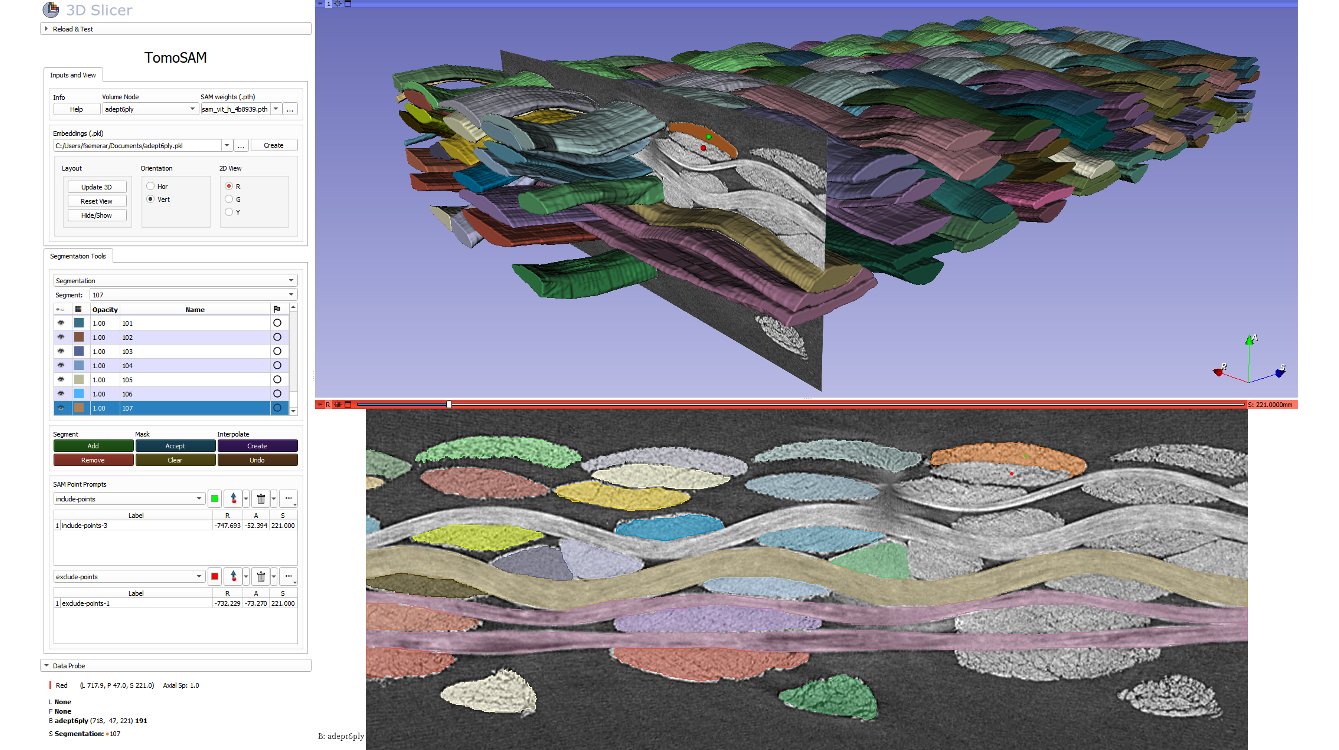 3D Slicer
Reload & Test
TomoSAM
Inputs and View
Info Volume Node SAM weights (.pth)
Help adept6ply sam_vit_h_4b8939.pth ...
Embeddings (.pkl)
C:/Users/fsemerar/Documents/adept6ply.pkl ... Create
Layout Orientation 2D View
Update 3D Hor R
Reset View Vert G
Hide/Show Y
Segmentation Tools
Segmentation
Segment: 107
Opacity Name
1.00 101
1.00 102
1.00 103
1.00 104
1.00 105
1.00 106
1.00 107
Segment Mask Interpolate
Add Accept Create
Remove Clear Undo
SAM Point Prompts
include-points ...
Label R A S
1 include-points-3 -747.693 -52.394 221.000
exclude-points ...
Label R A S
1 exclude-points-1 -732.229 -73.270 221.000
Data Probe
Red (L 717.9, P 47.0, S 221.0) Axial Sp: 1.0
L None
F None
B adept6ply (718, 47, 221) 191
S Segmentation: 107
1
R
S: 221.0000mm
B: adept6ply